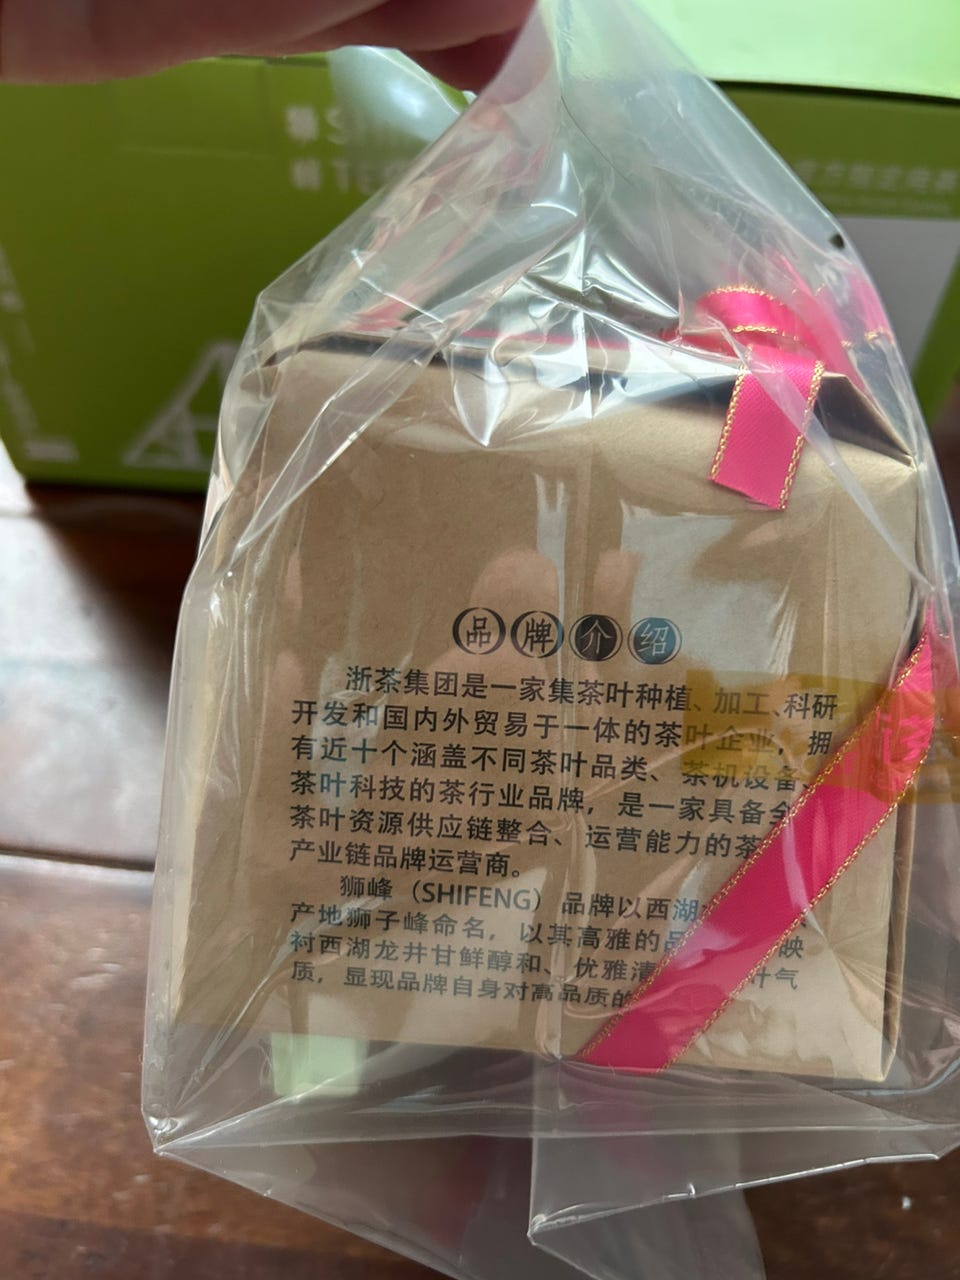 品牌介绍
浙茶集团是一家集茶叶种植、加工、科研
开发和国内外贸易于一体的茶叶企业，拥
有近十个涵盖不同茶叶品类、茶机设备、
茶叶科技的茶行业品牌，是一家具备全
茶叶资源供应链整合、运营能力的茶
产业链品牌运营商。
狮峰（SHIFENG）品牌以西湖
产地狮子峰命名，以其高雅的品 映
衬西湖龙井甘鲜醇和、优雅清 叶气
质，显现品牌自身对高品质的